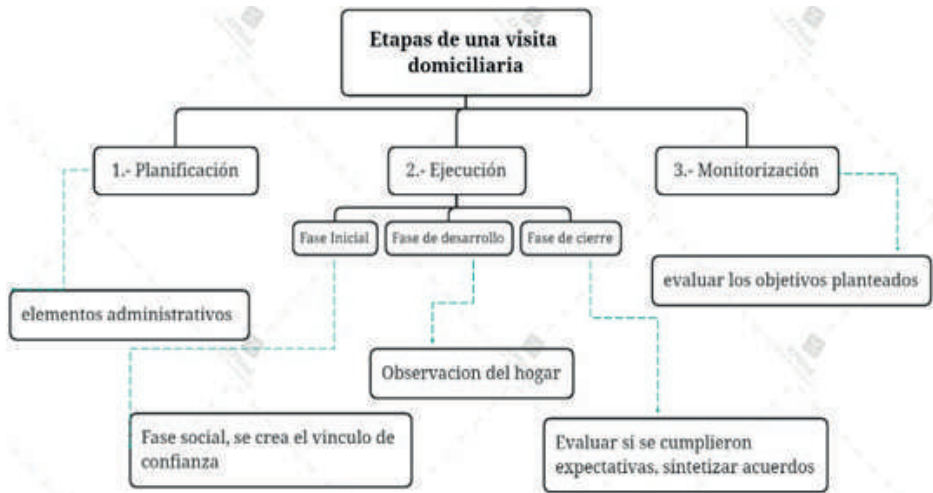 Etapas de una visita
domiciliaria
1.- Planificación
2.- Ejecución
3.- Monitorización
Fase Inicial
Fase de desarrollo
Fase de cierre
evaluar los objetivos planteados
elementos administrativos
Observacion del hogar
Fase social, se crea el vinculo de
confianza
Evaluar si se cumplieron
expectativas, sintetizar acuerdos